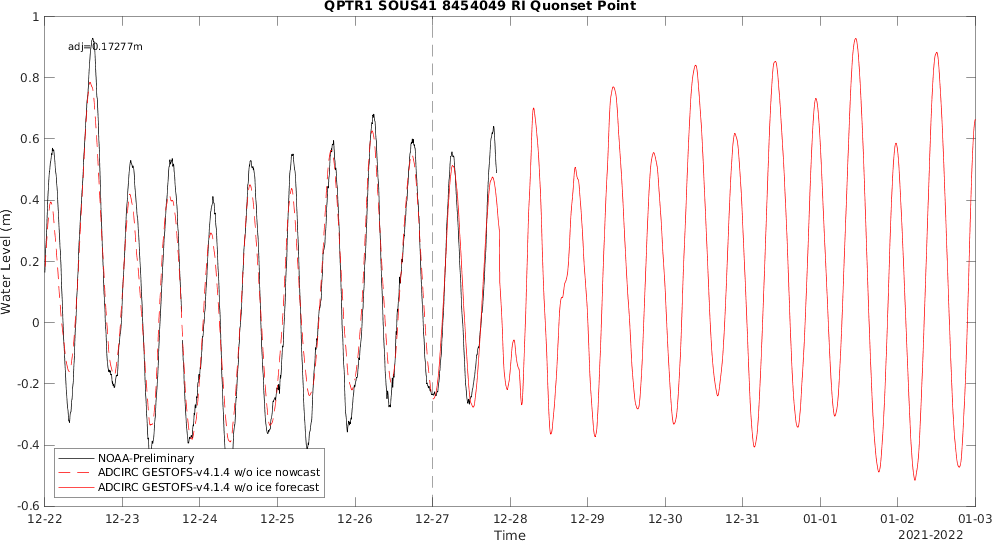 QPTR1 SOUS41 8454049 RI Quonset Point
adj=0.17277m
Water Level (m)
1
0.8
0.6
0.4
0.2
0
-0.2
-0.4
-0.6
NOAA-Preliminary
ADCIRC GESTOFS-v4.1.4 w/o ice nowcast
ADCIRC GESTOFS-v4.1.4 w/o ice forecast
12-22 12-23 12-24 12-25 12-26 12-27 12-28 12-29 12-30 12-31 01-01 01-02 01-03
Time
2021-2022